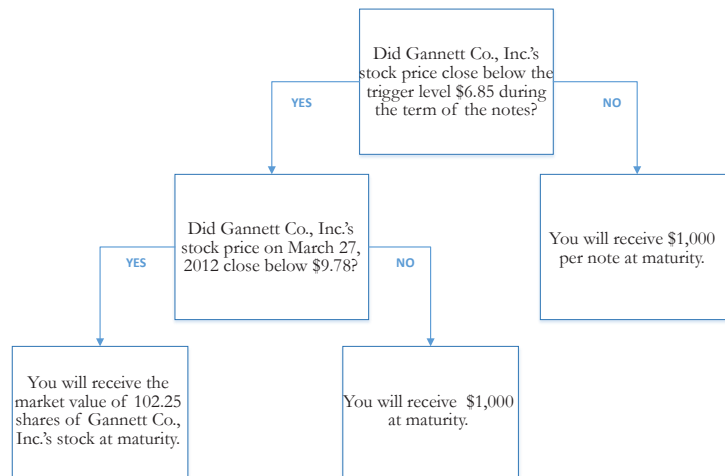 Did Gannett Co., Inc.'s
stock price close below the
trigger level $6.85 during
the term of the notes?
YES
NO
Did Gannett Co., Inc.'s
stock price on March 27,
2012 close below $9.78?
You will receive $1,000
per note at maturity.
YES
NO
You will receive the
market value of 102.25
shares of Gannett Co.,
Inc.'s stock at maturity.
You will receive $1,000
at maturity.